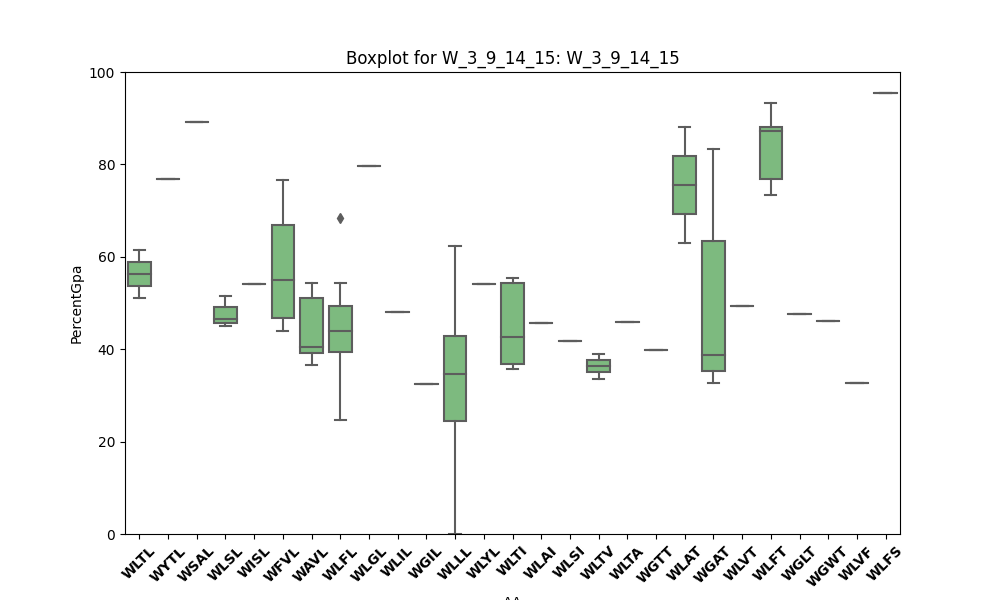 Boxplot for W_3_9_14_15: W_3_9_14_15
100
80
60
40
20
0
PercentGpa
WLTL
WYTL
WSAL
WLSL
WISL
WFVL
WAVL
WLFL
WLGL
WLIL
WGIL
WLLL
WLYL
WLTI
WLAI
WLSI
WLTV
WLTA
WGTT
WLAT
WGAT
WLVT
WLFT
WGLT
WGWT
WLVF
WLFS